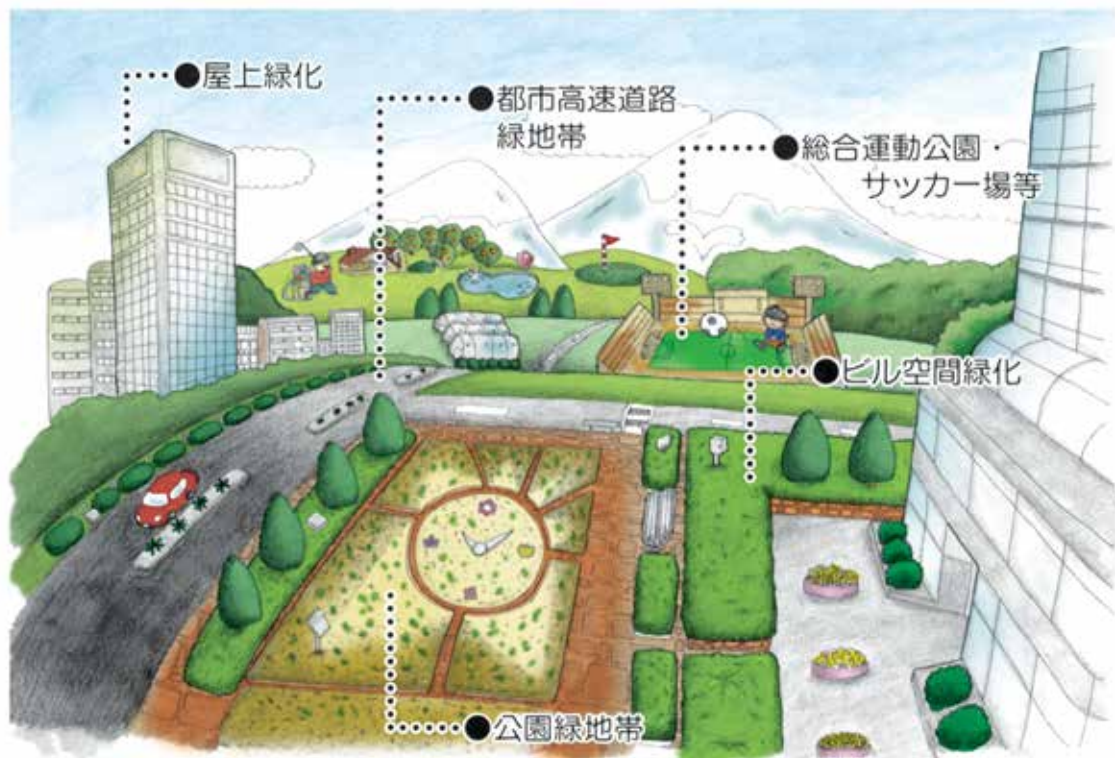 ●屋上緑化
●都市高速道路
緑地帯
●総合運動公園・
サッカー場等
●ビル空間緑化
●公園緑地帯